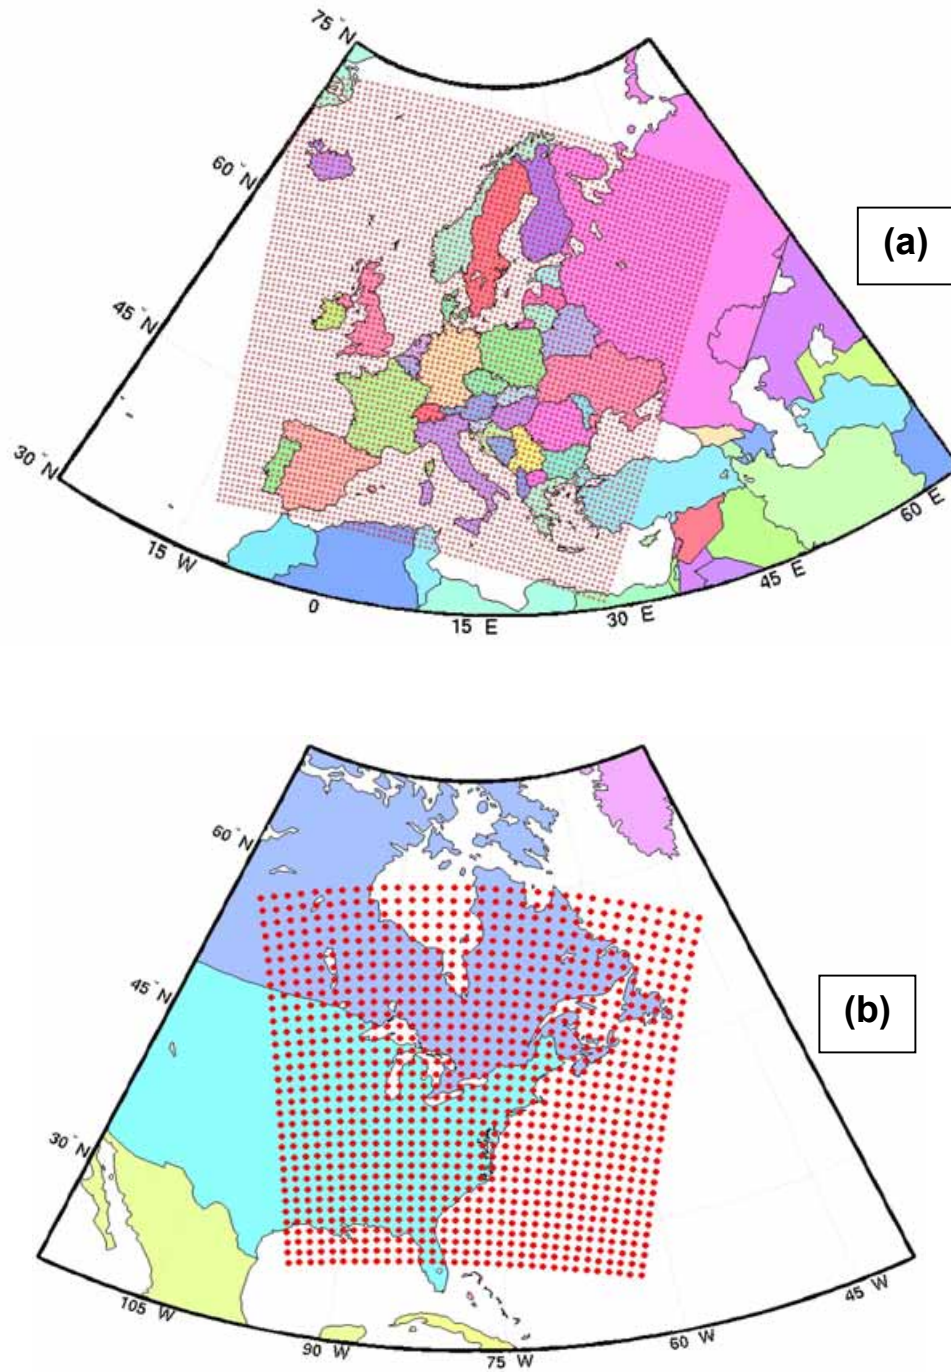 75 ̄ N
60 ̄ N
(a)
45 ̄ N
30 ̄ N
15 W
0
15 E
30 E
45 E
60 E
60 ̄ N
45 ̄ N
(b)
30 ̄ N
105 W
90 W
75 W
60 W
45 W